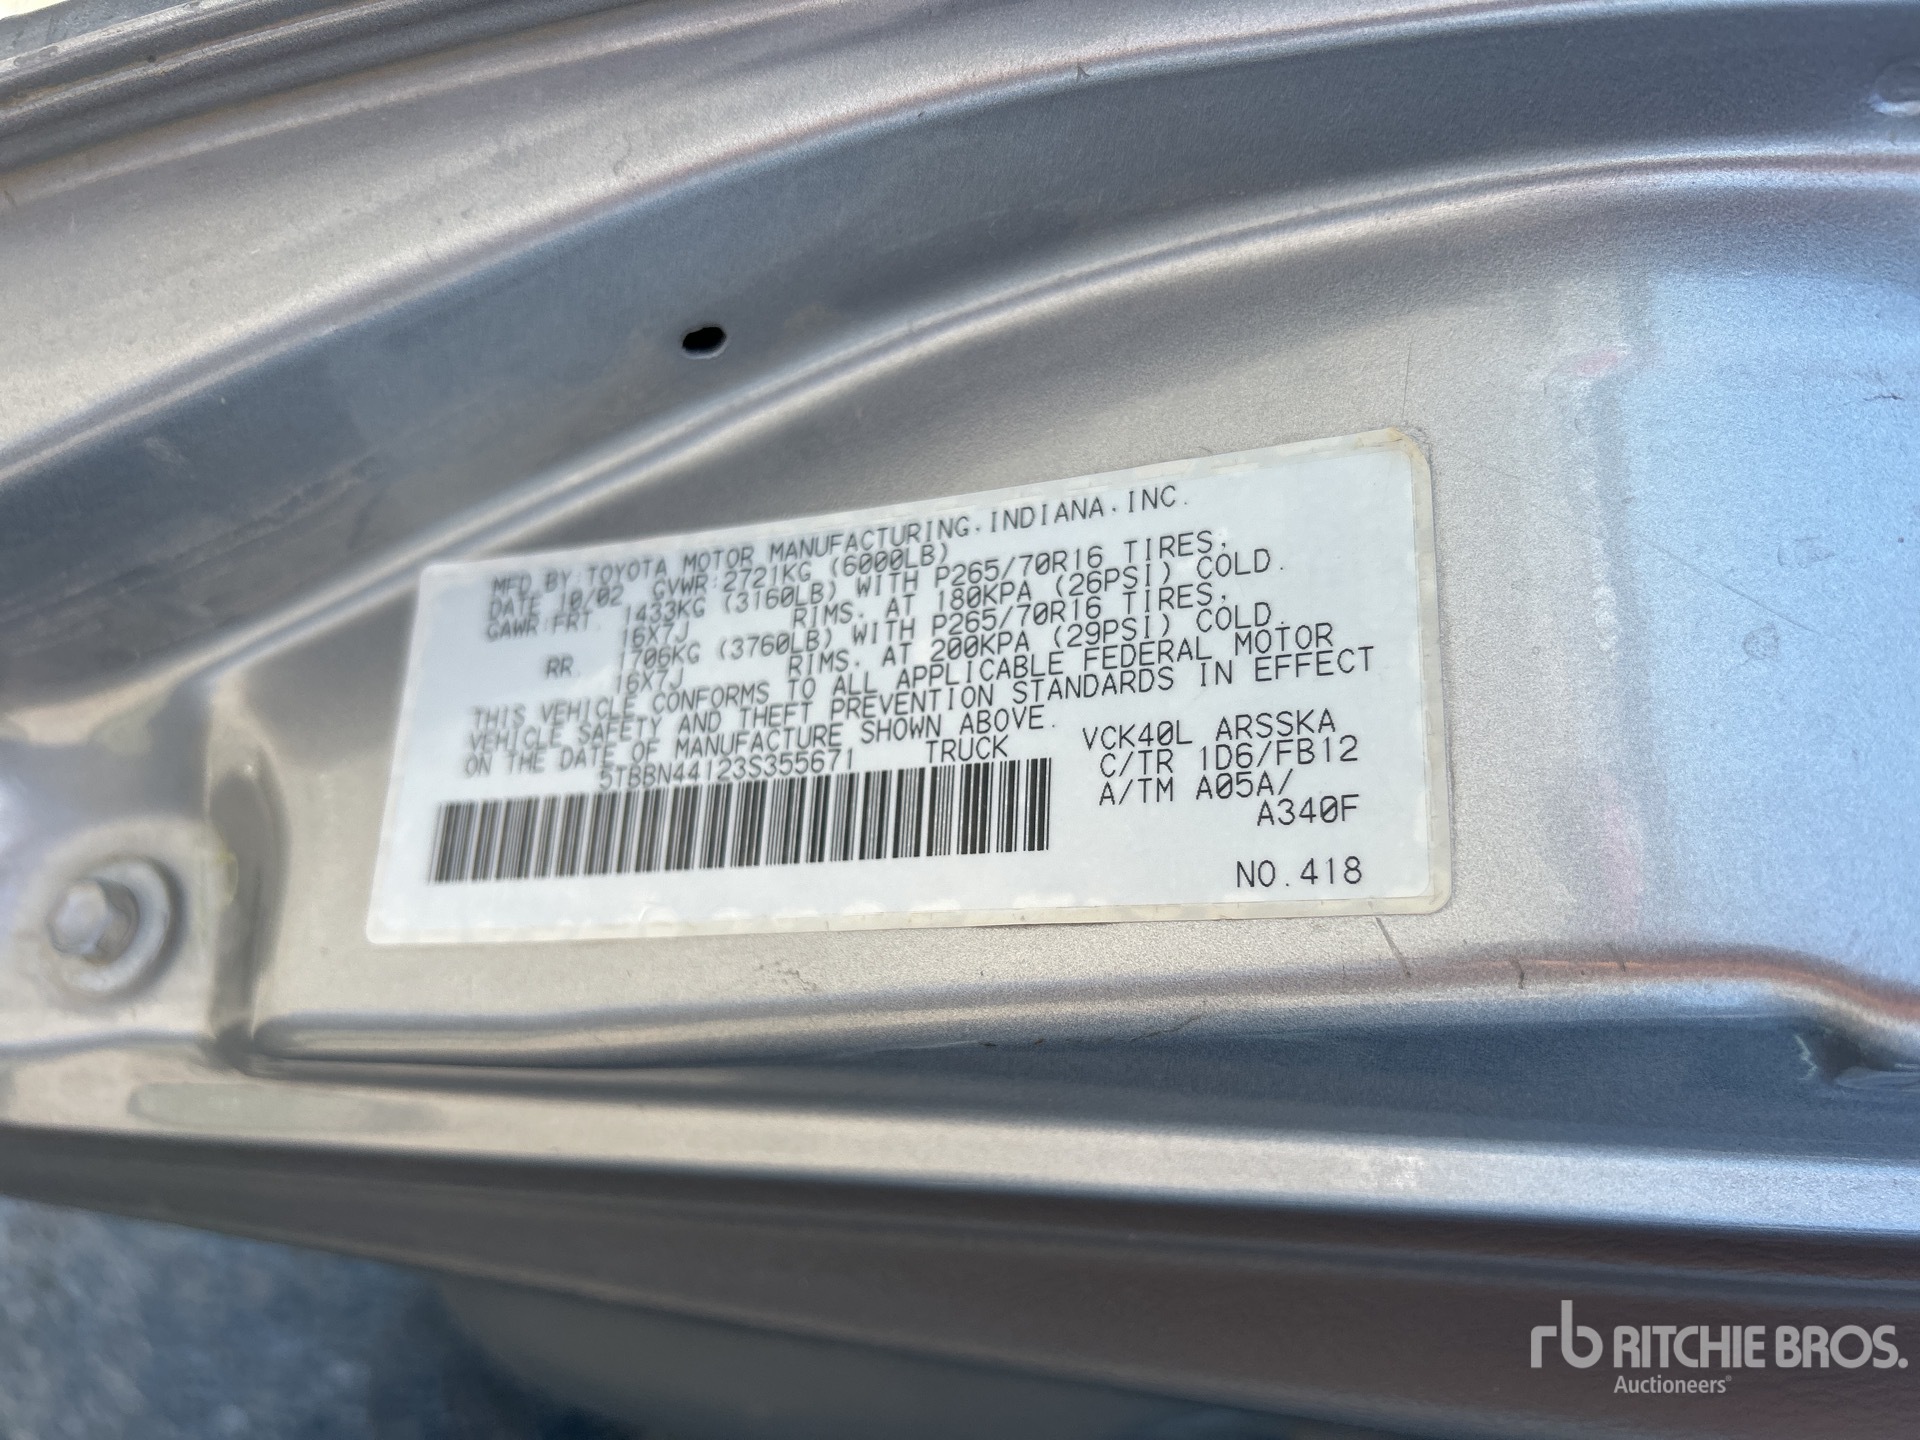 MFD BY: TOYOTA MOTOR MANUFACTURING, INDIANA, INC.
DATE 10/02 GVWR: 2721KG (6000LB)
GAWR: FRT. 1433KG (3160LB) WITH P265/70R16 TIRES,
16X7J RIMS, AT 180KPA (26PSI) COLD.
RR. 1706KG (3760LB) WITH P265/70R16 TIRES,
16X7J RIMS, AT 200KPA (29PSI) COLD.
THIS VEHICLE CONFORMS TO ALL APPLICABLE FEDERAL MOTOR
VEHICLE SAFETY AND THEFT PREVENTION STANDARDS IN EFFECT
ON THE DATE OF MANUFACTURE SHOWN ABOVE.
5TBBN44123S355671 TRUCK
VCK40L ARSSKA
C/TR 1D6/FB12
A/TM A05A/
A340F
NO. 418
rb RITCHIE BROS.
Auctioneers®